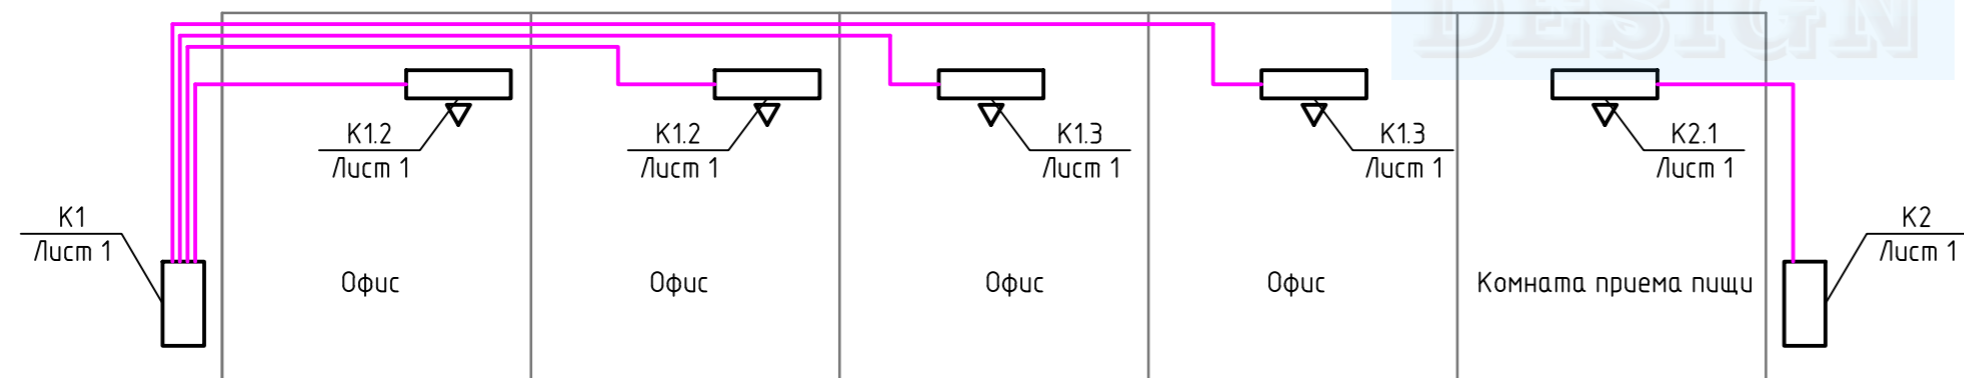 DESIGN
К1.2
Лист 1
К1.2
Лист 1
К1.3
Лист 1
К1.3
Лист 1
К2.1
Лист 1
К1
Лист 1
К2
Лист 1
Офис
Офис
Офис
Офис
Комната приема пищи